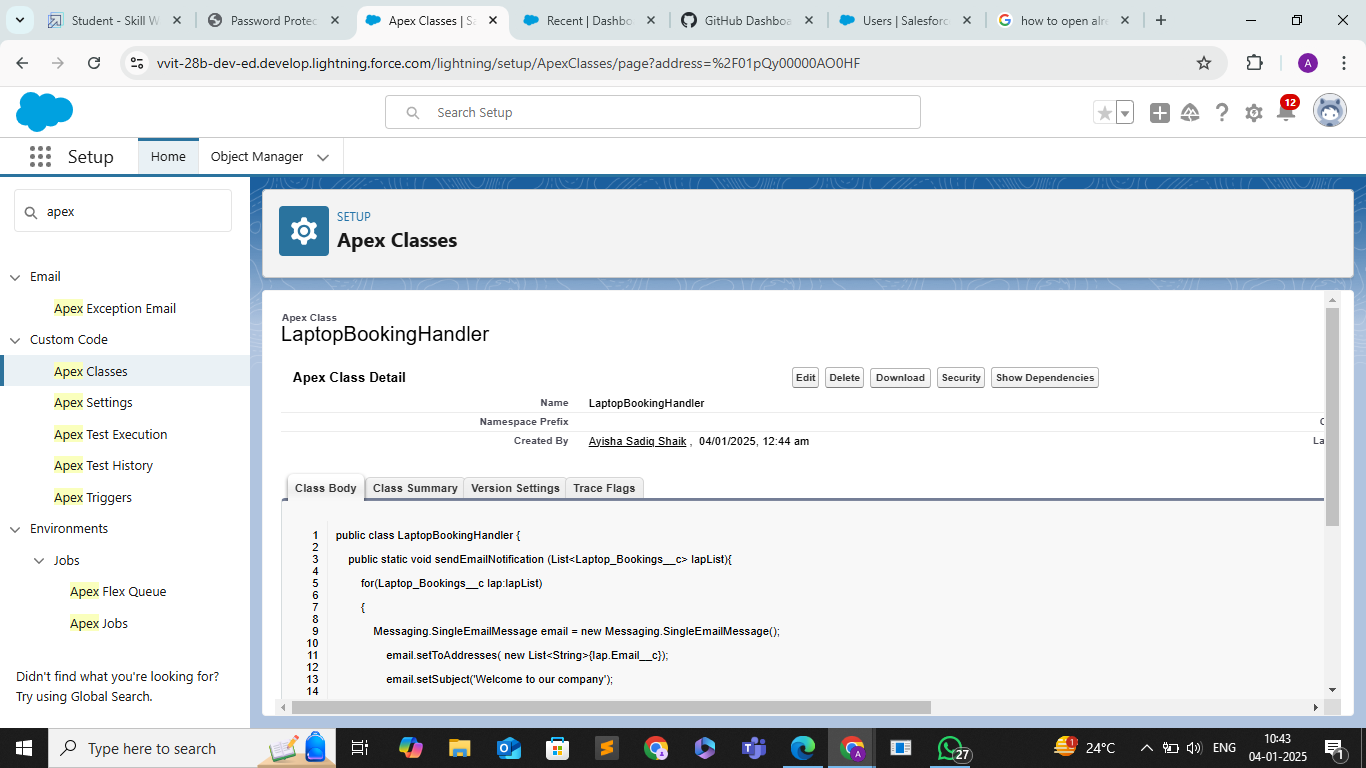 Student - Skill W
Password Protec
Apex Classes | Sa
Recent | Dashbo
GitHub Dashboa
Users | Salesforc
how to open alre
vvit-28b-dev-ed.develop.lightning.force.com/lightning/setup/ApexClasses/page?address=%2F01pQy00000AO0HF
A
Search Setup
12
Setup
Home
Object Manager
apex
Email
Apex Exception Email
Custom Code
Apex Classes
Apex Settings
Apex Test Execution
Apex Test History
Apex Triggers
Environments
Jobs
Apex Flex Queue
Apex Jobs
Didn't find what you're looking for?
Try using Global Search.
SETUP
Apex Classes
Apex Class
LaptopBookingHandler
Apex Class Detail
Edit Delete Download Security Show Dependencies
Name LaptopBookingHandler
Namespace Prefix
Created By Ayisha Sadiq Shaik , 04/01/2025, 12:44 am
La
Class Body Class Summary Version Settings Trace Flags
1 public class LaptopBookingHandler {
2
3 public static void sendEmailNotification (List<Laptop_Bookings__c> lapList){
4
5 for(Laptop_Bookings__c lap:lapList)
6
7 {
8
9 Messaging.SingleEmailMessage email = new Messaging.SingleEmailMessage();
10
11 email.setToAddresses( new List<String>{lap.Email__c});
12
13 email.setSubject('Welcome to our company');
14
Type here to search
A
27
1
24°C
ENG
10:43
04-01-2025
1